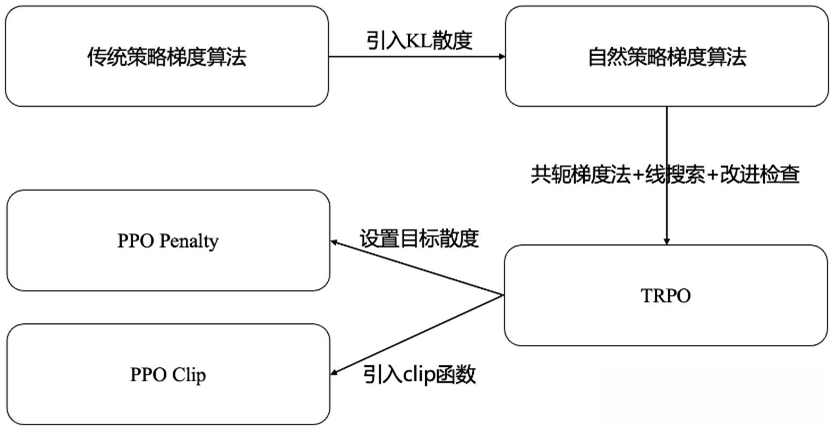 传统策略梯度算法
引入KL散度
自然策略梯度算法
共轭梯度法+线搜索+改进检查
PPO Penalty
设置目标散度
TRPO
PPO Clip
引入clip函数